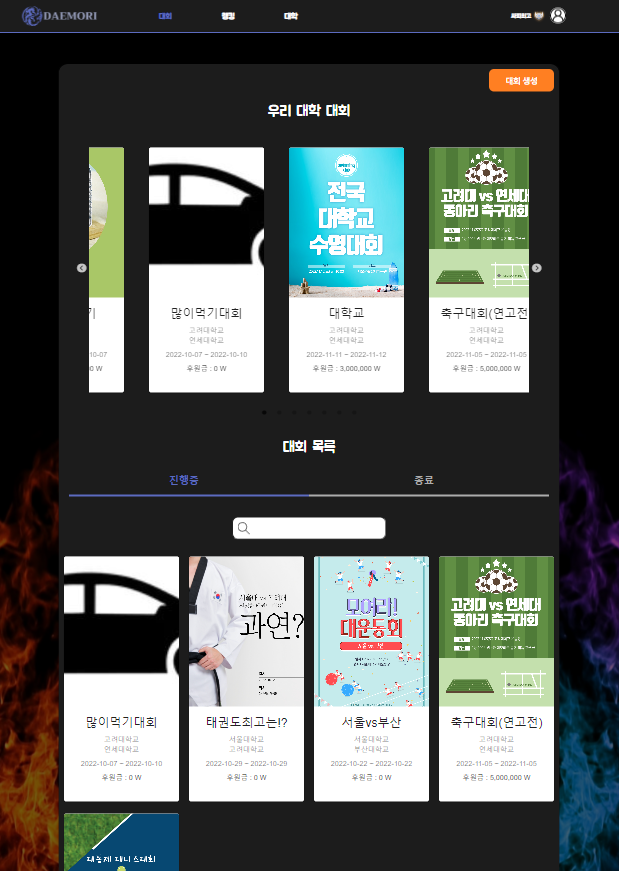 DAEMORI 대회 랭킹 대학
대회 생성
우리 대학 대회
전국
대학교
수영대회
고려대 vs 연세대
동아리 축구대회
기
10-07
0 W
많이먹기대회
고려대학교
연세대학교
2022-10-07 ~ 2022-10-10
후원금 : 0 W
대학교
고려대학교
연세대학교
2022-11-11 ~ 2022-11-12
후원금 : 3,000,000 W
축구대회(연고전
고려대학교
연세대학교
2022-11-05 ~ 2022-11-05
후원금 : 5,000,000 W
대회 목록
진행중 종료
과연?
모여라!
대운동회
고려대 vs 연세대
동아리 축구대회
많이먹기대회
고려대학교
연세대학교
2022-10-07 ~ 2022-10-10
후원금 : 0 W
태권도최고는!?
서울대학교
고려대학교
2022-10-29 ~ 2022-10-29
후원금 : 0 W
서울vs부산
서울대학교
부산대학교
2022-10-22 ~ 2022-10-22
후원금 : 0 W
축구대회(연고전)
고려대학교
연세대학교
2022-11-05 ~ 2022-11-05
후원금 : 5,000,000 W